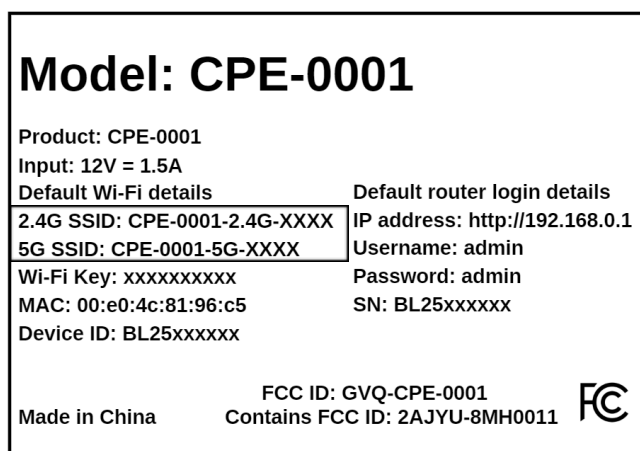 Model: CPE-0001
Product: CPE-0001
Input: 12V = 1.5A
Default Wi-Fi details
2.4G SSID: CPE-0001-2.4G-XXXX
5G SSID: CPE-0001-5G-XXXX
Wi-Fi Key: xxxxxxxxxx
MAC: 00:e0:4c:81:96:c5
Device ID: BL25xxxxxx
Default router login details
IP address: http://192.168.0.1
Username: admin
Password: admin
SN: BL25xxxxxx
FCC ID: GVQ-CPE-0001
Made in China
Contains FCC ID: 2AJYU-8MH0011
FC